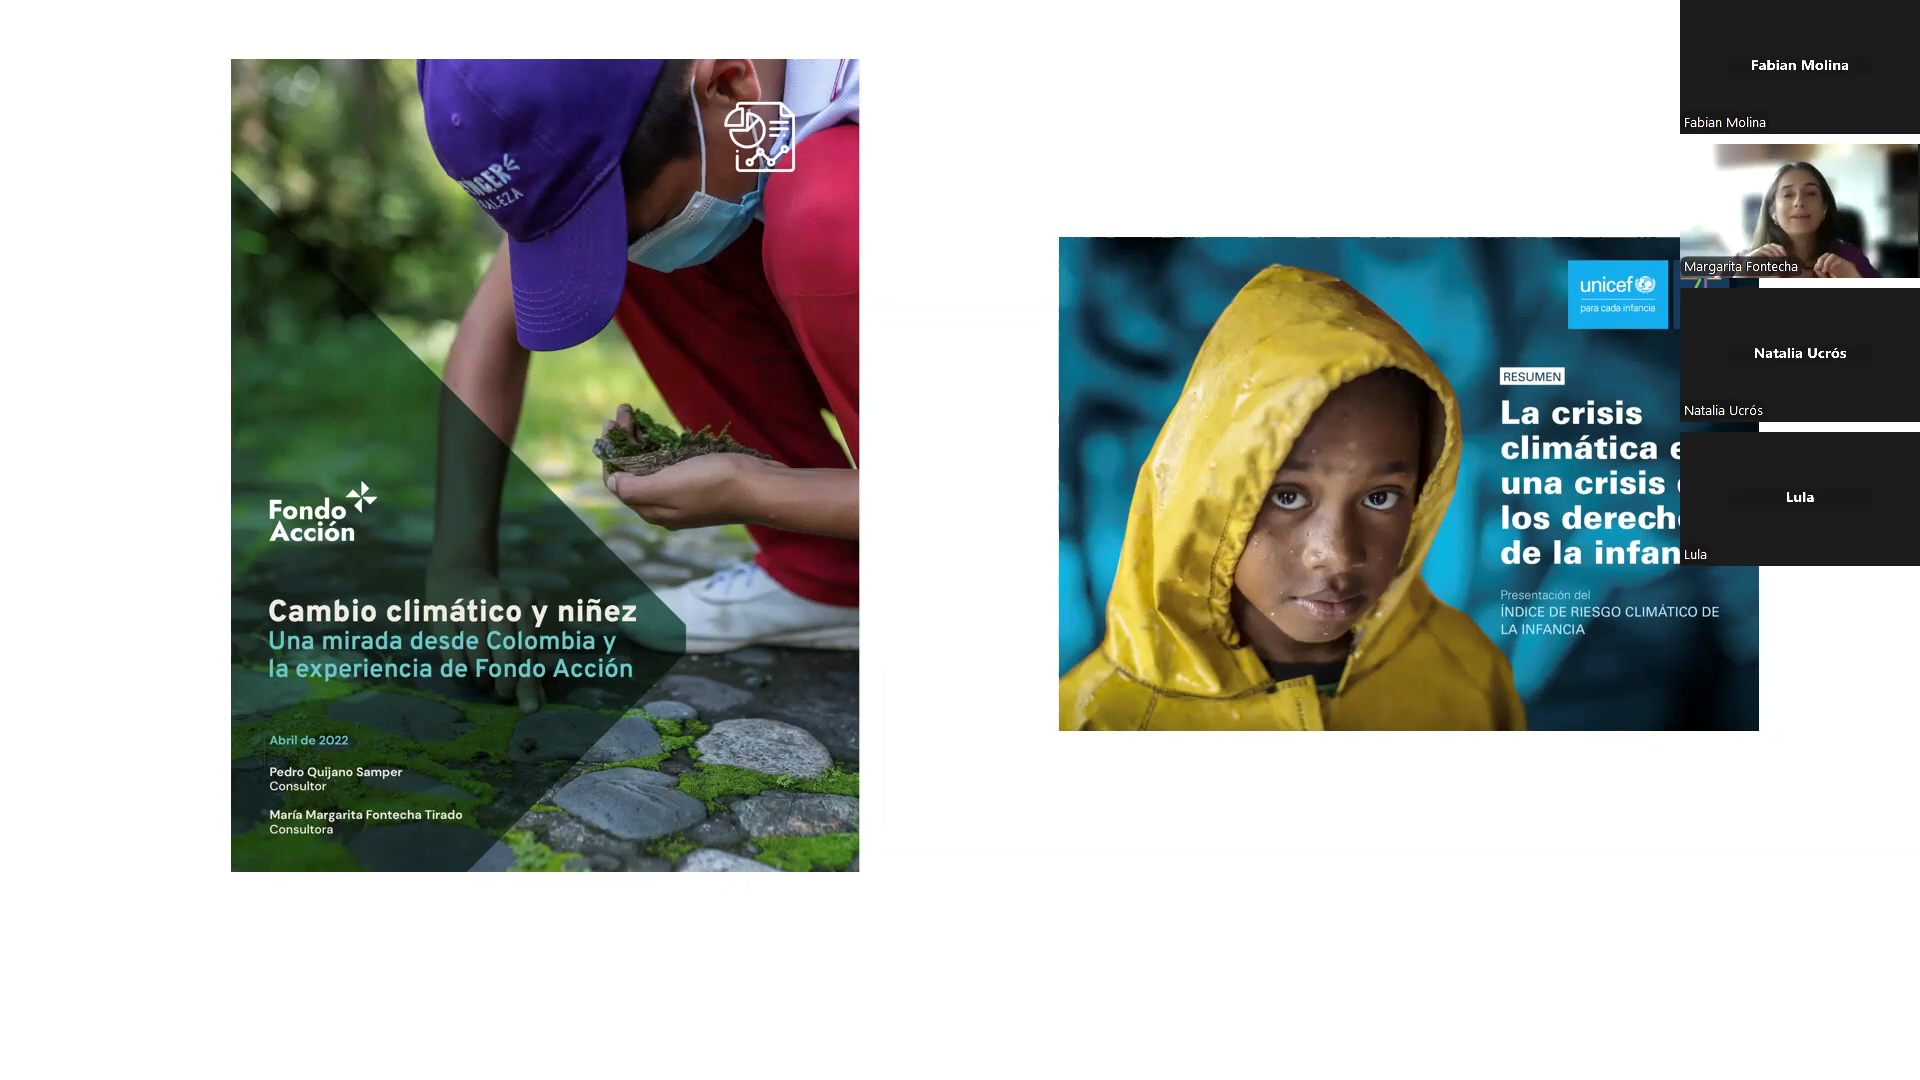 Fondo
Acción
Cambio climático y niñez
Una mirada desde Colombia y
la experiencia de Fondo Acción
Abril de 2022
Pedro Quijano Samper
Consultor
María Margarita Fontecha Tirado
Consultora
unicef
para cada infancia
RESUMEN
La crisis
climática
una crisis
los derech
de la infan
Presentación del
ÍNDICE DE RIESGO CLIMÁTICO DE
LA INFANCIA
Fabian Molina
Fabian Molina
Margarita Fontecha
Natalia Ucrós
Natalia Ucrós
Lula
Lula